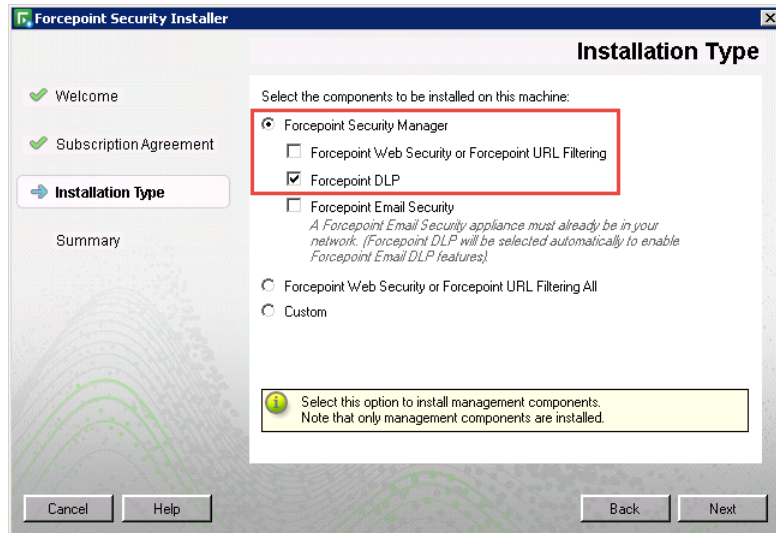 Forcepoint Security Installer
Installation Type
Welcome
Subscription Agreement
Installation Type
Summary
Select the components to be installed on this machine:
Forcepoint Security Manager
Forcepoint Web Security or Forcepoint URL Filtering
Forcepoint DLP
Forcepoint Email Security
A Forcepoint Email Security appliance must already be in your
network. (Forcepoint DLP will be selected automatically to enable
Forcepoint Email DLP features).
Forcepoint Web Security or Forcepoint URL Filtering All
Custom
Select this option to install management components.
Note that only management components are installed.
Cancel
Help
Back
Next